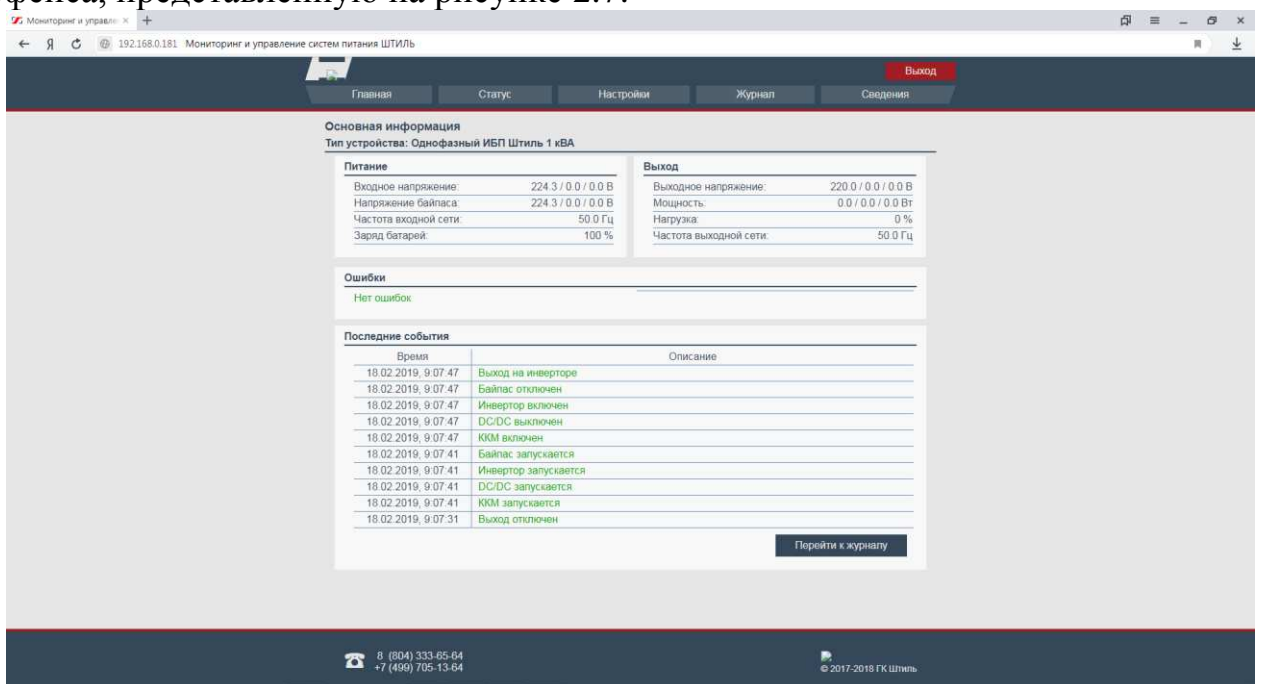 фейса, представленную на рисунке 2.7.
Мониторинг и управле × +
192.168.0.181 Мониторинг и управление систем питания ШТИЛЬ
Выход
Главная Статус Настройки Журнал Сведения
Основная информация
Тип устройства: Однофазный ИБП Штиль 1 кВА
Питание
Входное напряжение: 224.3 / 0.0 / 0.0 В
Напряжение байпаса: 224.3 / 0.0 / 0.0 В
Частота входной сети: 50.0 Гц
Заряд батарей: 100 %
Выход
Выходное напряжение: 220.0 / 0.0 / 0.0 В
Мощность: 0.0 / 0.0 / 0.0 Вт
Нагрузка: 0 %
Частота выходной сети: 50.0 Гц
Ошибки
Нет ошибок
Последние события
Время Описание
18.02.2019, 9:07:47 Выход на инверторе
18.02.2019, 9:07:47 Байпас отключен
18.02.2019, 9:07:47 Инвертор включен
18.02.2019, 9:07:47 DC/DC выключен
18.02.2019, 9:07:47 ККМ включен
18.02.2019, 9:07:41 Байпас запускается
18.02.2019, 9:07:41 Инвертор запускается
18.02.2019, 9:07:41 DC/DC запускается
18.02.2019, 9:07:41 ККМ запускается
18.02.2019, 9:07:31 Выход отключен
Перейти к журналу
8 (804) 333-65-64
+7 (499) 705-13-64
© 2017-2018 ГК Штиль